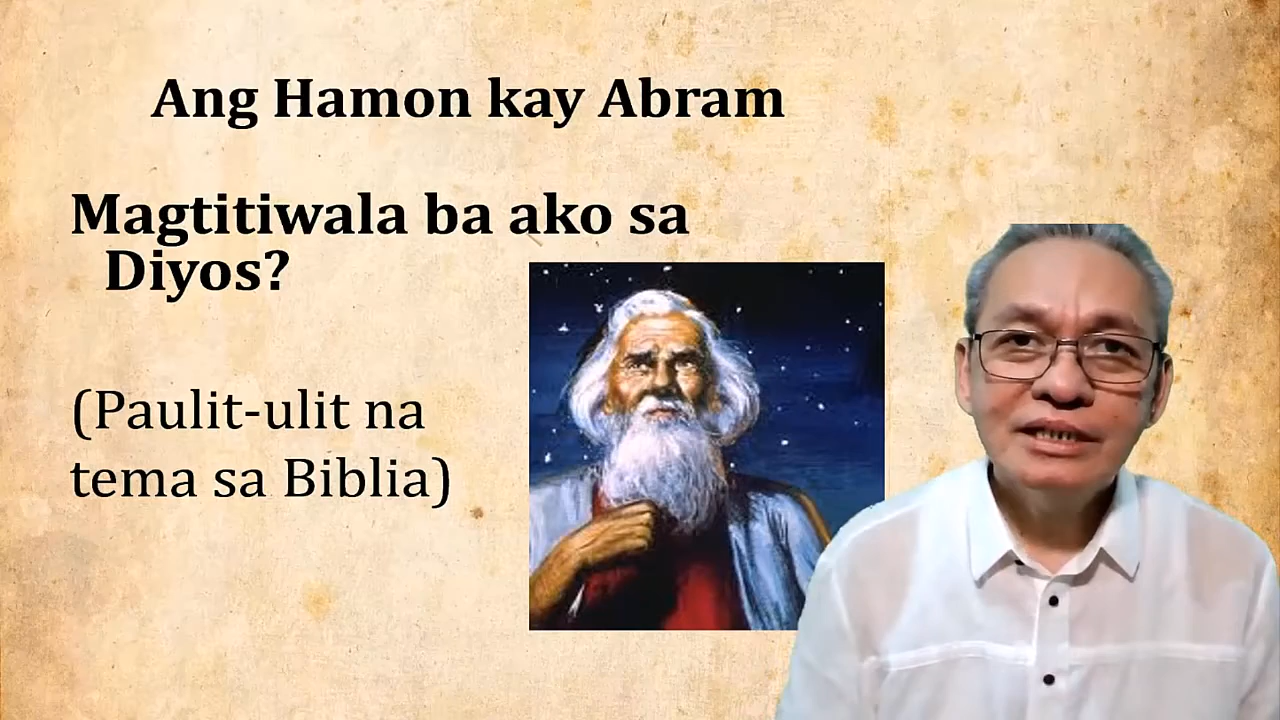 Ang Hamon kay Abram
Magtitiwala ba ako sa
Diyos?
(Paulit-ulit na
tema sa Biblia)